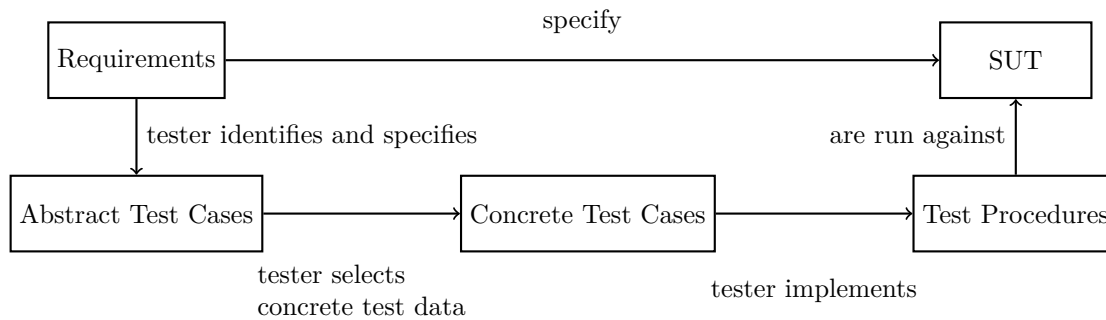 specify
Requirements
SUT
tester identifies and specifies
are run against
Abstract Test Cases
Concrete Test Cases
Test Procedures
tester selects
concrete test data
tester implements